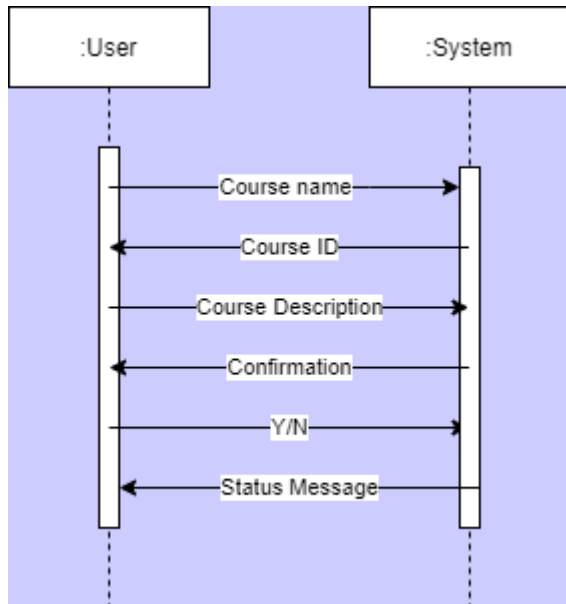 :User
:System
Course name
Course ID
Course Description
Confirmation
Y/N
Status Message